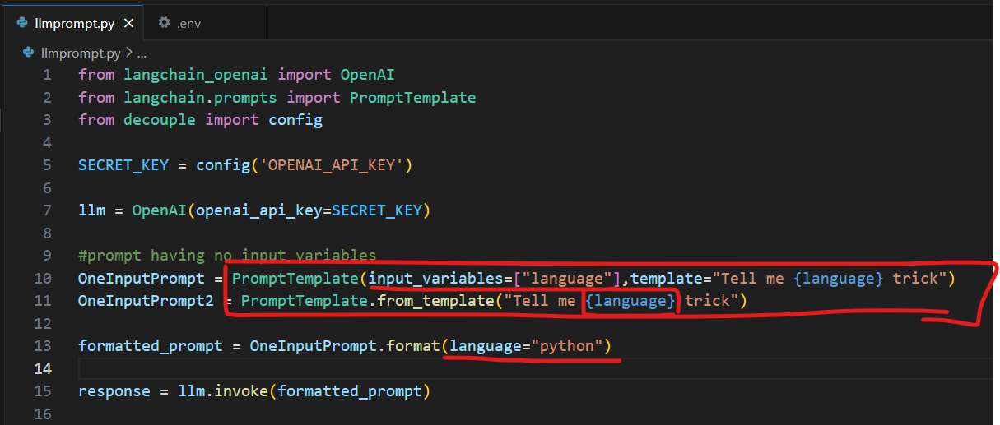 llmprompt.py
.env
llmprompt.py > ...
1 from langchain_openai import OpenAI
2 from langchain.prompts import PromptTemplate
3 from decouple import config
4
5 SECRET_KEY = config('OPENAI_API_KEY')
6
7 llm = OpenAI(openai_api_key=SECRET_KEY)
8
9 #prompt having no input variables
10 OneInputPrompt = PromptTemplate(input_variables=["language"],template="Tell me {language} trick")
11 OneInputPrompt2 = PromptTemplate.from_template("Tell me {language} trick")
12
13 formatted_prompt = OneInputPrompt.format(language="python")
14
15 response = llm.invoke(formatted_prompt)
16